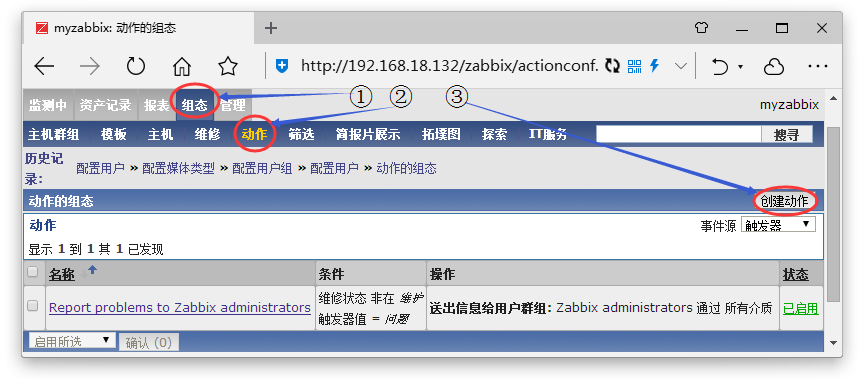 myzabbix: 动作的组态
http://192.168.18.132/zabbix/actionconf.
① ② ③
监测中 资产记录 报表 组态 管理 myzabbix
主机群组 模板 主机 维修 动作 筛选 简报片展示 拓墣图 探索 IT服务 搜寻
历史记录: 配置用户 » 配置媒体类型 » 配置用户组 » 配置用户 » 动作的组态
动作的组态 创建动作
动作 事件源 触发器
显示 1 到 1 其 1 已发现
名称 条件 操作 状态
Report problems to Zabbix administrators 维修状态 非在 维护 送出信息给用户群组: Zabbix administrators 通过 所有介质 已启用
触发器值 = 问题
启用所选 确认 (0)